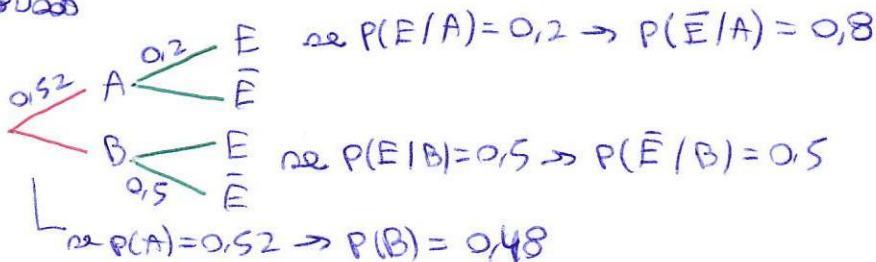 0,2 E se P(E/A) = 0,2 → P(Ē/A) = 0,8
0,52 A Ē
B E se P(E/B)=0,5 → P(Ē/B) = 0,5
0,5 Ē
se P(A)=0,52 → P(B) = 0,48